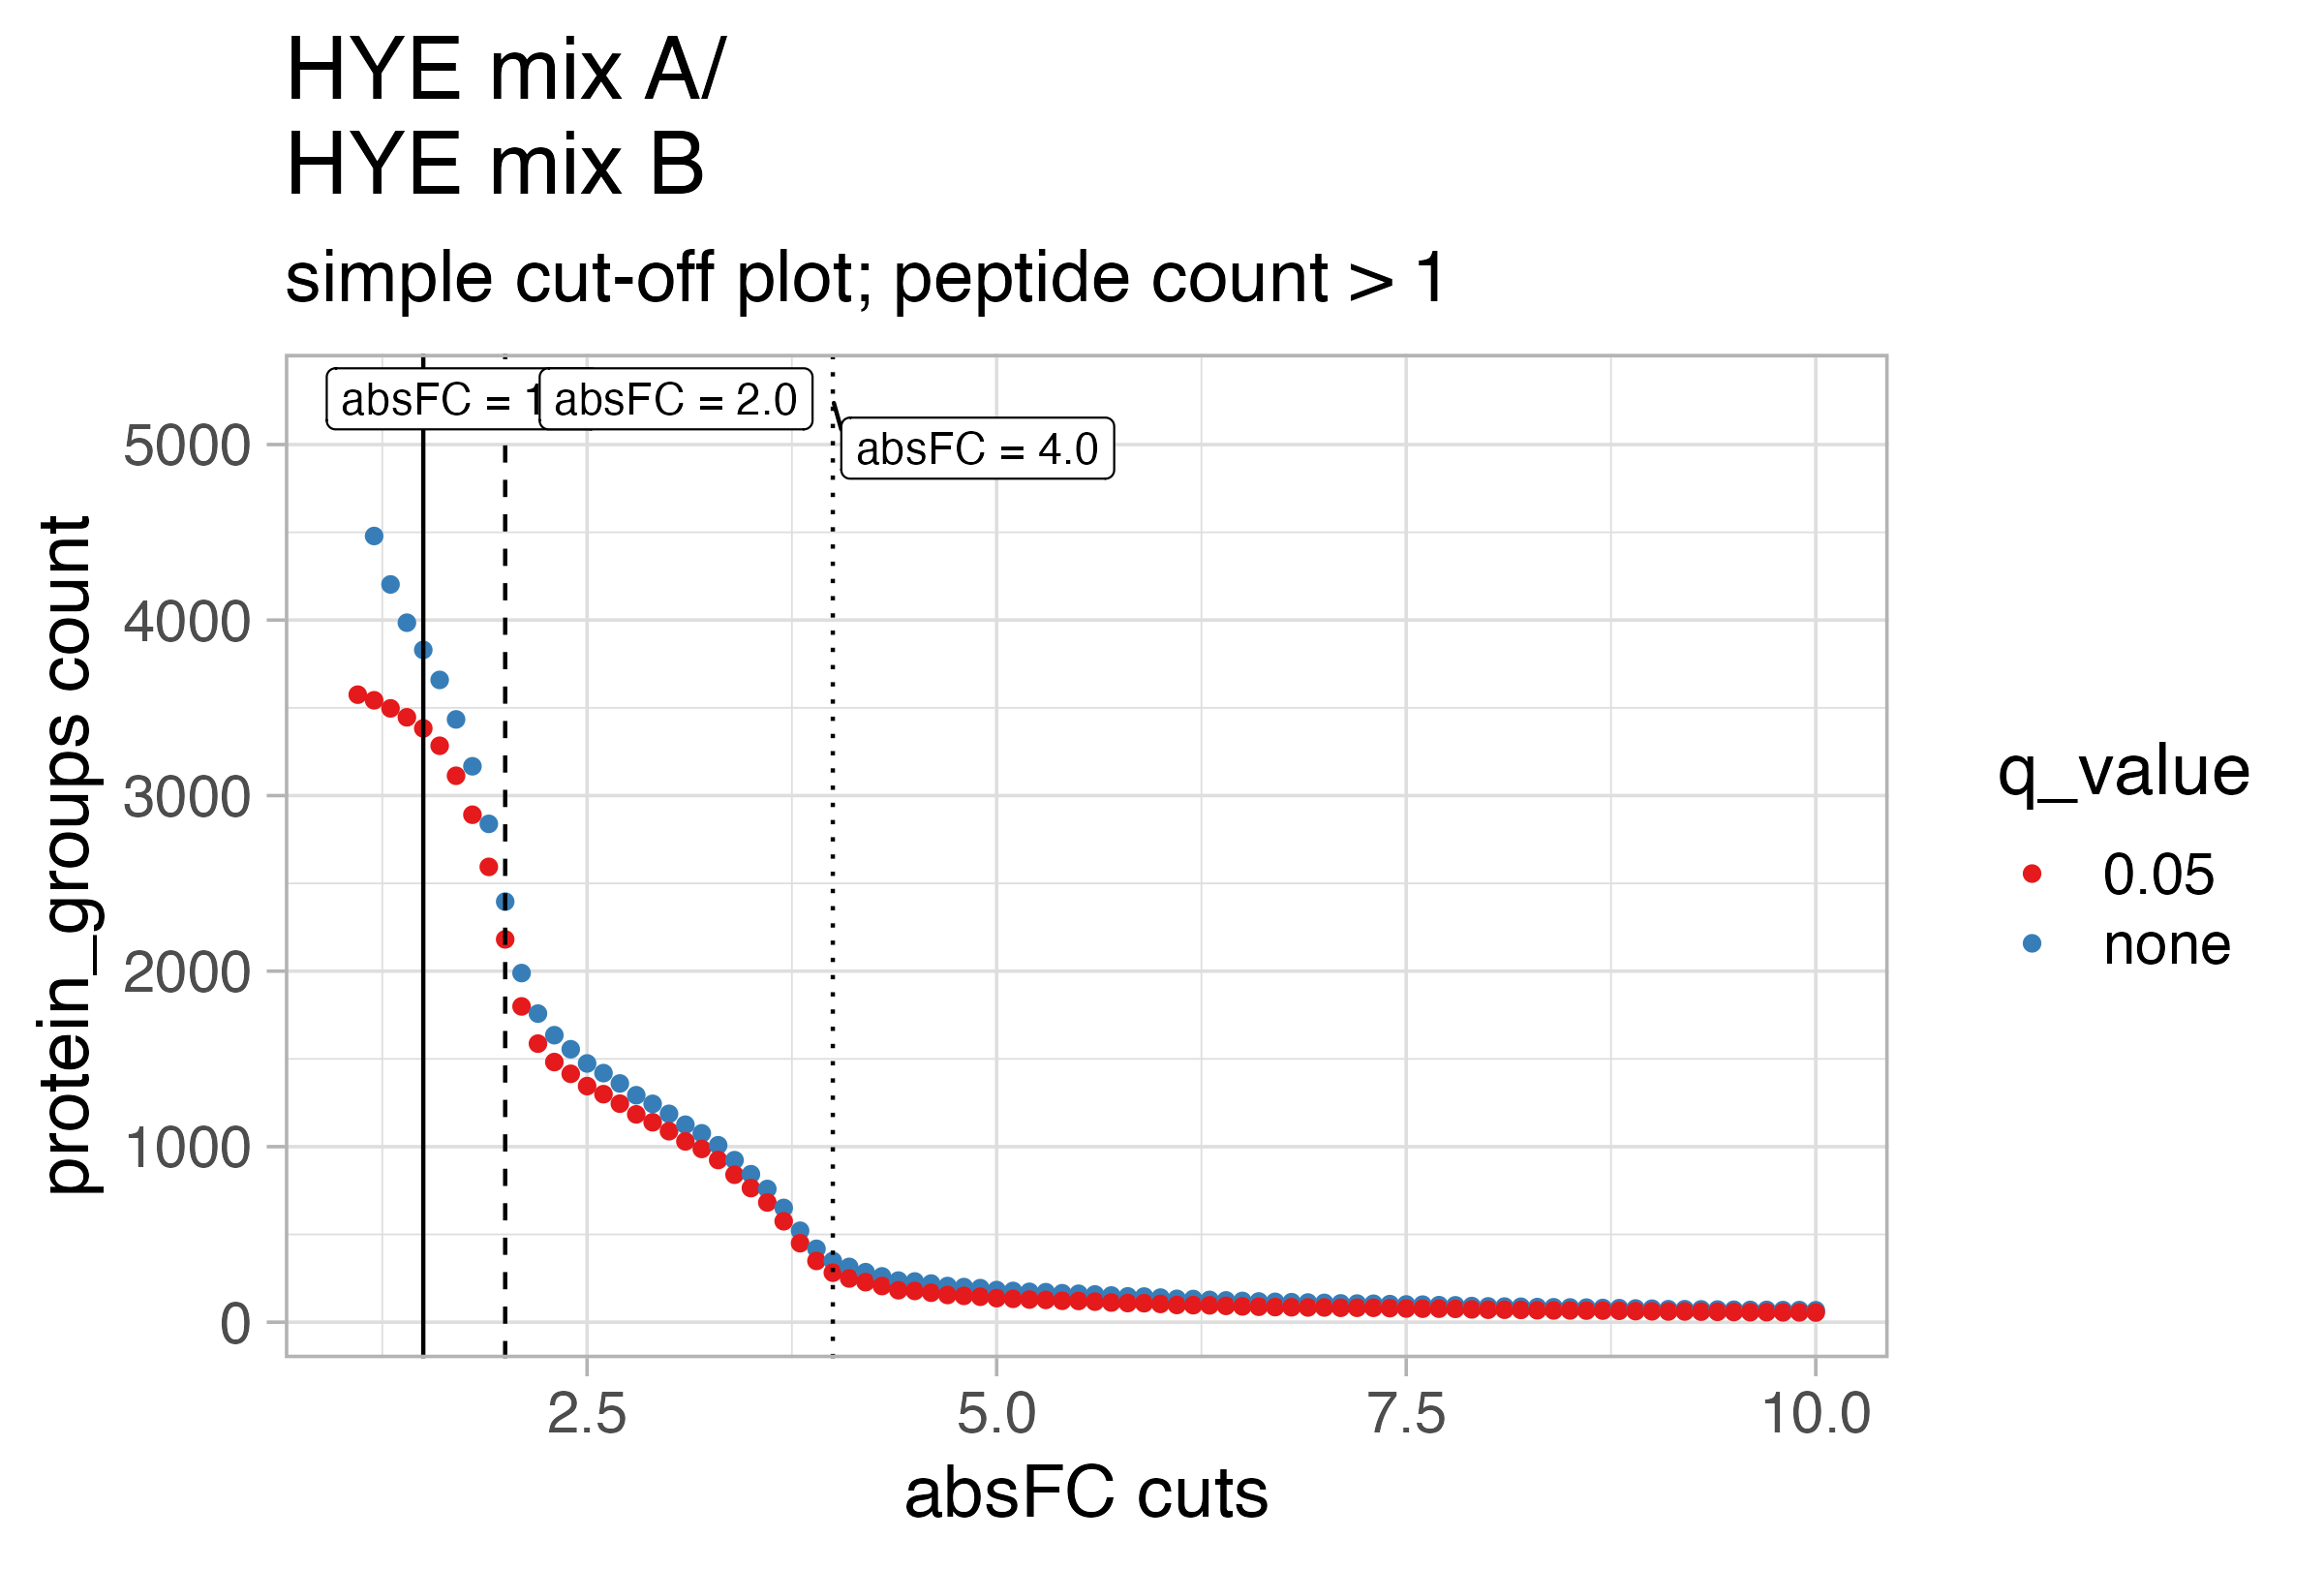 HYE mix A/
HYE mix B
simple cut-off plot; peptide count > 1
absFC = 1
absFC = 2.0
absFC = 4.0
5000
4000
3000
2000
1000
0
protein_groups count
2.5
5.0
7.5
10.0
absFC cuts
q_value
0.05
none